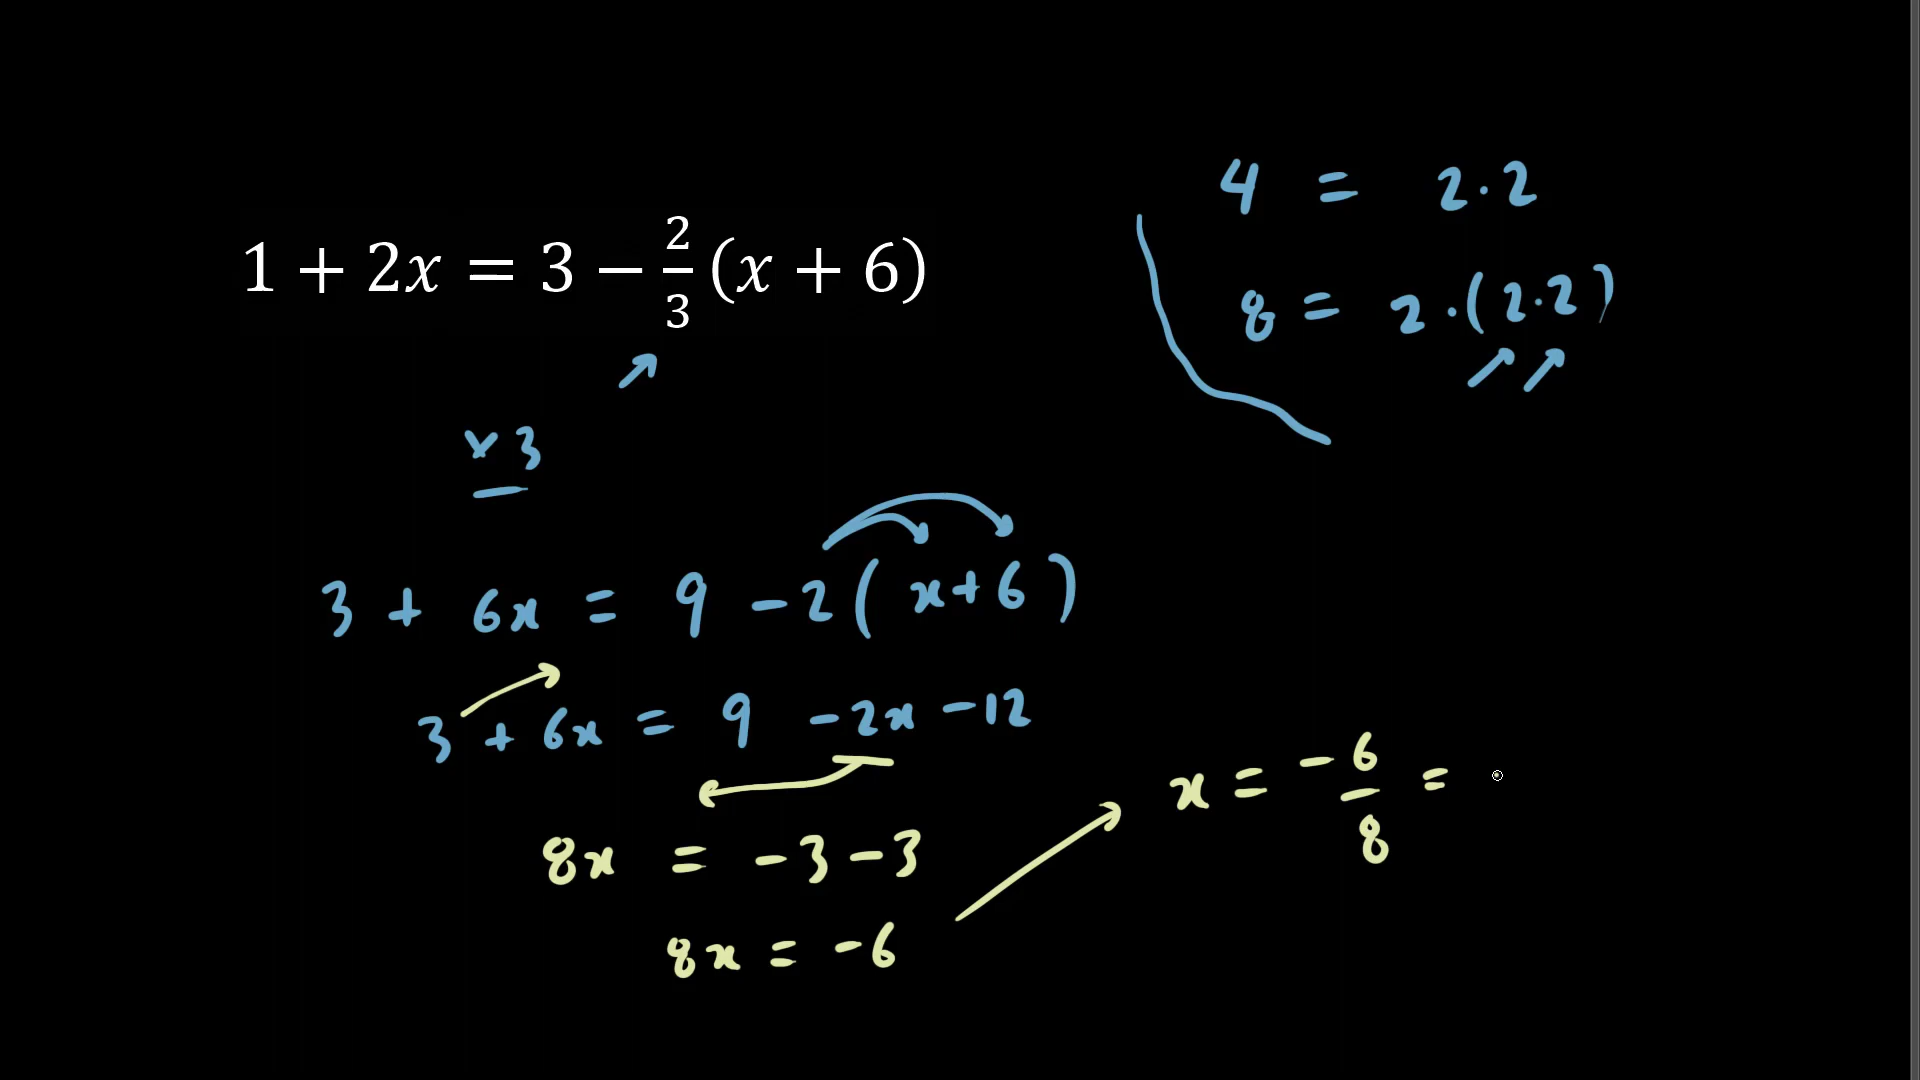 1 + 2x = 3 − 2/3 (x + 6)
4 = 2·2
8 = 2·(2·2)
×3
3 + 6x = 9 − 2(x+6)
3 + 6x = 9 − 2x − 12
8x = −3 − 3
8x = −6
x = −6/8 =